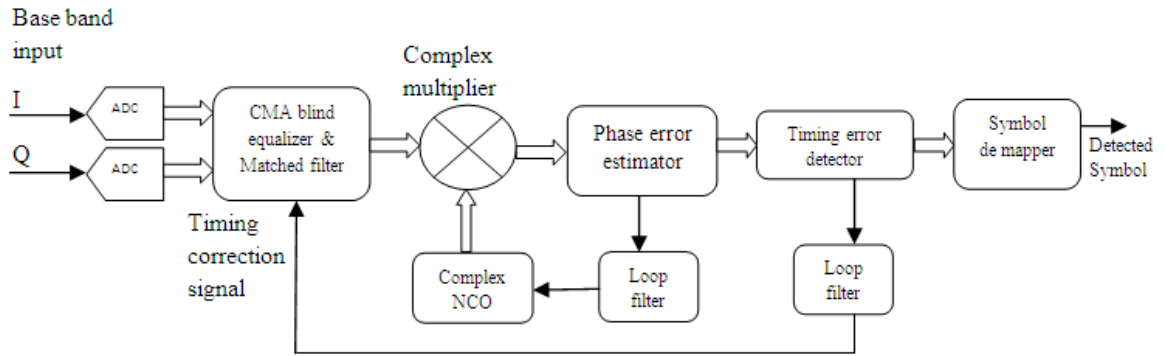 Base band
input
I
ADC
Q
ADC
CMA blind
equalizer &
Matched filter
Complex
multiplier
Phase error
estimator
Timing error
detector
Symbol
de mapper
Detected
Symbol
Timing
correction
signal
Complex
NCO
Loop
filter
Loop
filter